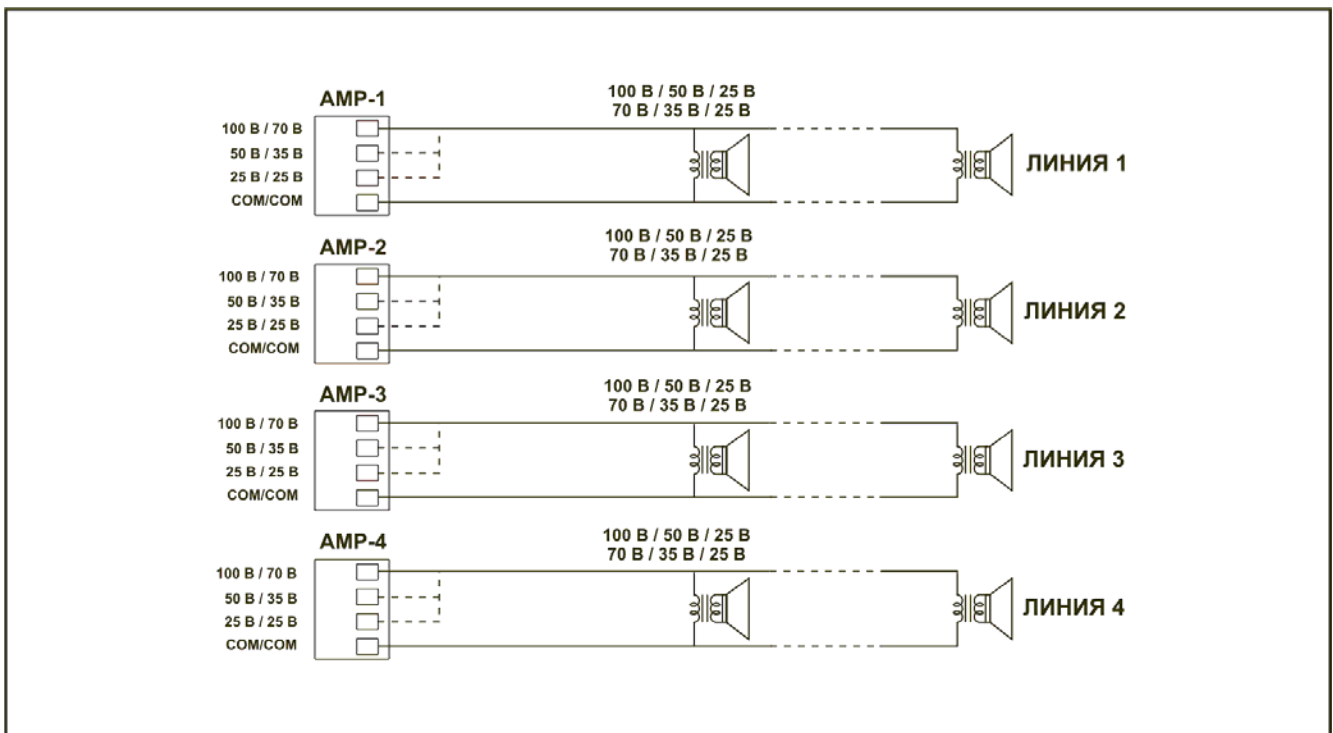 AMP-1
100 В / 50 В / 25 В
70 В / 35 В / 25 В
100 В / 70 В
50 В / 35 В
25 В / 25 В
COM/COM
ЛИНИЯ 1
AMP-2
100 В / 50 В / 25 В
70 В / 35 В / 25 В
100 В / 70 В
50 В / 35 В
25 В / 25 В
COM/COM
ЛИНИЯ 2
AMP-3
100 В / 50 В / 25 В
70 В / 35 В / 25 В
100 В / 70 В
50 В / 35 В
25 В / 25 В
COM/COM
ЛИНИЯ 3
AMP-4
100 В / 50 В / 25 В
70 В / 35 В / 25 В
100 В / 70 В
50 В / 35 В
25 В / 25 В
COM/COM
ЛИНИЯ 4